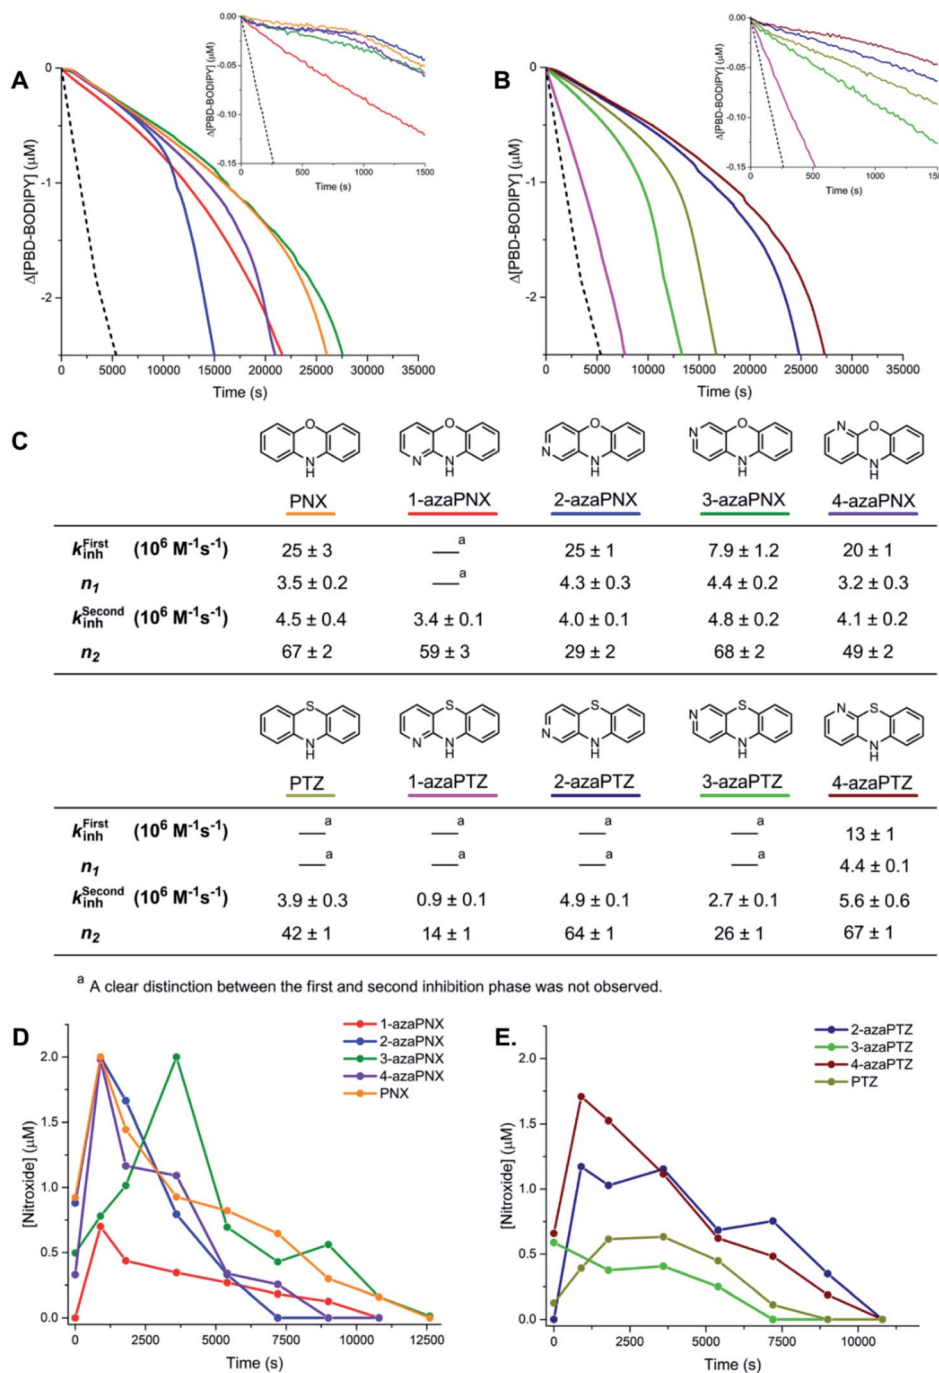 A
0.00
-0.05
-0.10
-0.15
Δ[PBD-BODIPY] (μM)
0
500
1000
1500
Time (s)
0
-1
-2
Δ[PBD-BODIPY] (μM)
0
5000
10000
15000
20000
25000
30000
35000
Time (s)
B
0.00
-0.05
-0.10
-0.15
Δ[PBD-BODIPY] (μM)
0
500
1000
1500
Time (s)
0
-1
-2
Δ[PBD-BODIPY] (μM)
0
5000
10000
15000
20000
25000
30000
35000
Time (s)
C
O N H
O N N H
O N N H
N O N H
N O N H
PNX 1-azaPNX 2-azaPNX 3-azaPNX 4-azaPNX
k inh First (10⁶ M⁻¹s⁻¹) 25 ± 3 —ᵃ 25 ± 1 7.9 ± 1.2 20 ± 1
n₁ 3.5 ± 0.2 —ᵃ 4.3 ± 0.3 4.4 ± 0.2 3.2 ± 0.3
k inh Second (10⁶ M⁻¹s⁻¹) 4.5 ± 0.4 3.4 ± 0.1 4.0 ± 0.1 4.8 ± 0.2 4.1 ± 0.2
n₂ 67 ± 2 59 ± 3 29 ± 2 68 ± 2 49 ± 2
S N H
S N N H
S N N H
N S N H
N S N H
PTZ 1-azaPTZ 2-azaPTZ 3-azaPTZ 4-azaPTZ
k inh First (10⁶ M⁻¹s⁻¹) —ᵃ —ᵃ —ᵃ —ᵃ 13 ± 1
n₁ —ᵃ —ᵃ —ᵃ —ᵃ 4.4 ± 0.1
k inh Second (10⁶ M⁻¹s⁻¹) 3.9 ± 0.3 0.9 ± 0.1 4.9 ± 0.1 2.7 ± 0.1 5.6 ± 0.6
n₂ 42 ± 1 14 ± 1 64 ± 1 26 ± 1 67 ± 1
ᵃ A clear distinction between the first and second inhibition phase was not observed.
D.
1-azaPNX
2-azaPNX
3-azaPNX
4-azaPNX
PNX
2.0
1.5
1.0
0.5
0.0
[Nitroxide] (μM)
0
2500
5000
7500
10000
12500
Time (s)
E.
2-azaPTZ
3-azaPTZ
4-azaPTZ
PTZ
2.0
1.5
1.0
0.5
0.0
[Nitroxide] (μM)
0
2500
5000
7500
10000
Time (s)